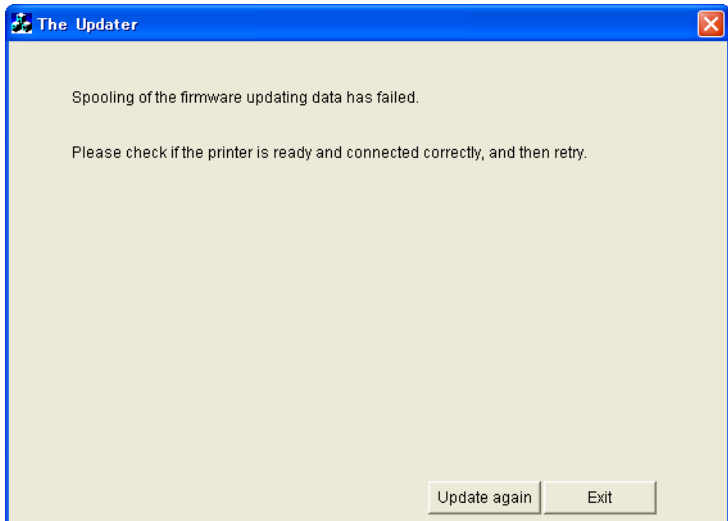 The Updater
Spooling of the firmware updating data has failed.
Please check if the printer is ready and connected correctly, and then retry.
Update again
Exit